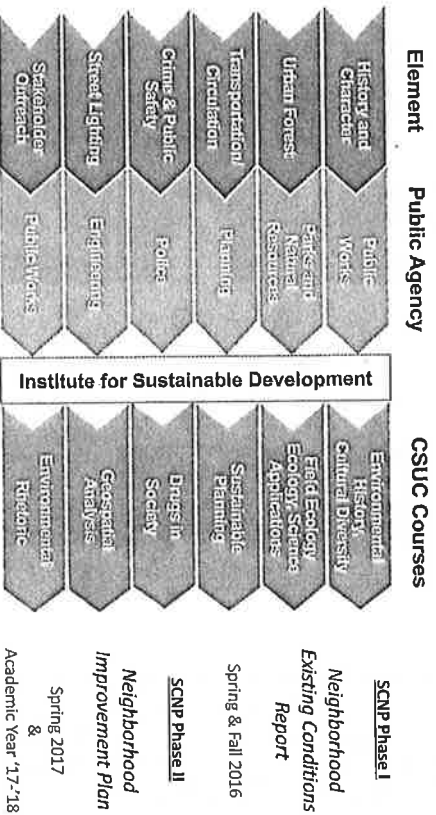 Element
Public Agency
CSUC Courses
History and
Character
Public
Works
Environmental
History,
Cultural Diversity
Urban Forest
Parks and
Natural
Resources
Field Ecology
Ecology, Science
Applications
Transportation/
Circulation
Planning
Sustainable
Planning
Crime & Public
Safety
Police
Drugs in
Society
Street Lighting
Engineering
Geospatial
Analysis
Stakeholder
Outreach
Public Works
Environmental
Rhetoric
Institute for Sustainable Development
SCNP Phase I
Neighborhood
Existing Conditions
Report
Spring & Fall 2016
SCNP Phase II
Neighborhood
Improvement Plan
Spring 2017
&
Academic Year '17-'18